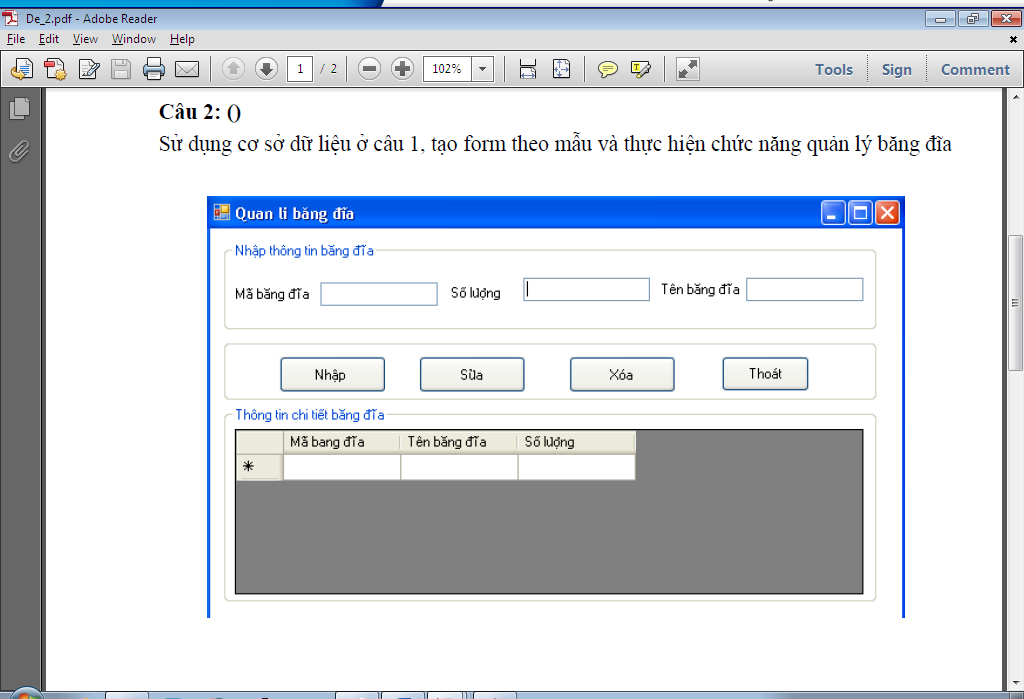 De_2.pdf - Adobe Reader
File Edit View Window Help
1 / 2 102% Tools Sign Comment
Câu 2: ()
Sử dụng cơ sở dữ liệu ở câu 1, tạo form theo mẫu và thực hiện chức năng quản lý băng đĩa
Quan lí băng đĩa
Nhập thông tin băng đĩa
Mã băng đĩa Số lượng Tên băng đĩa
Nhập Sửa Xóa Thoát
Thông tin chi tiết băng đĩa
Mã bang đĩa Tên băng đĩa Số lượng